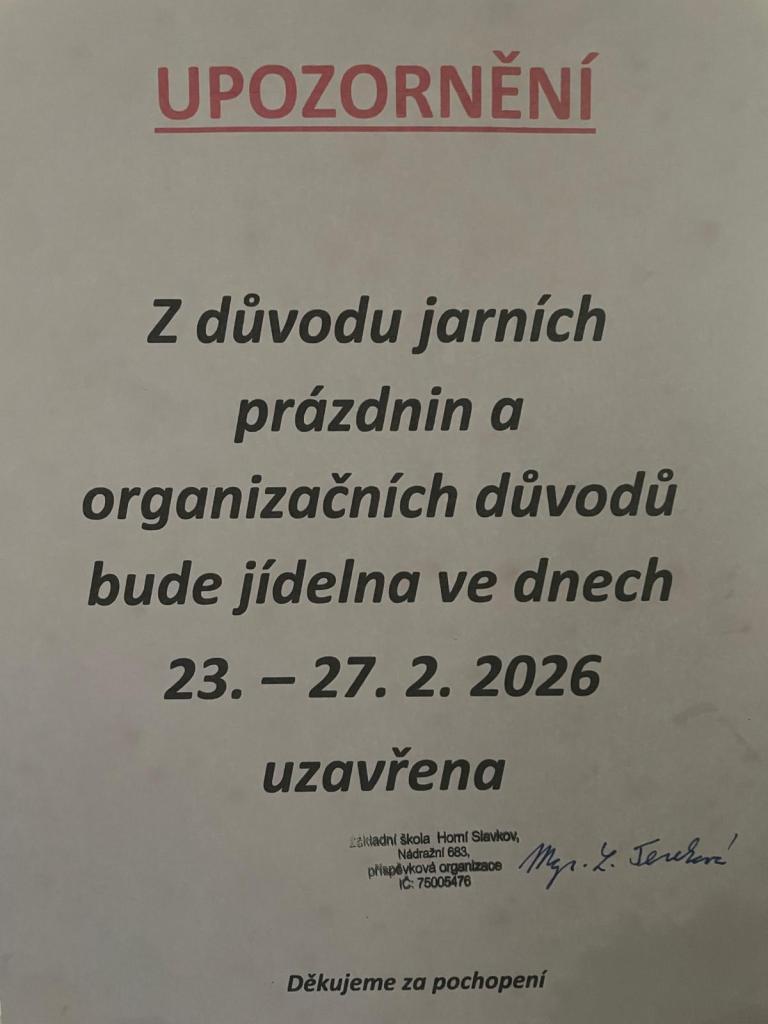 UPOZORNĚNÍ
Z důvodu jarních
prázdnin a
organizačních důvodů
bude jídelna ve dnech
23. – 27. 2. 2026
uzavřena
Základní škola Horní Slavkov,
Nádražní 683,
příspěvková organizace
IČ: 75005476
Mgr. Z.
Děkujeme za pochopení